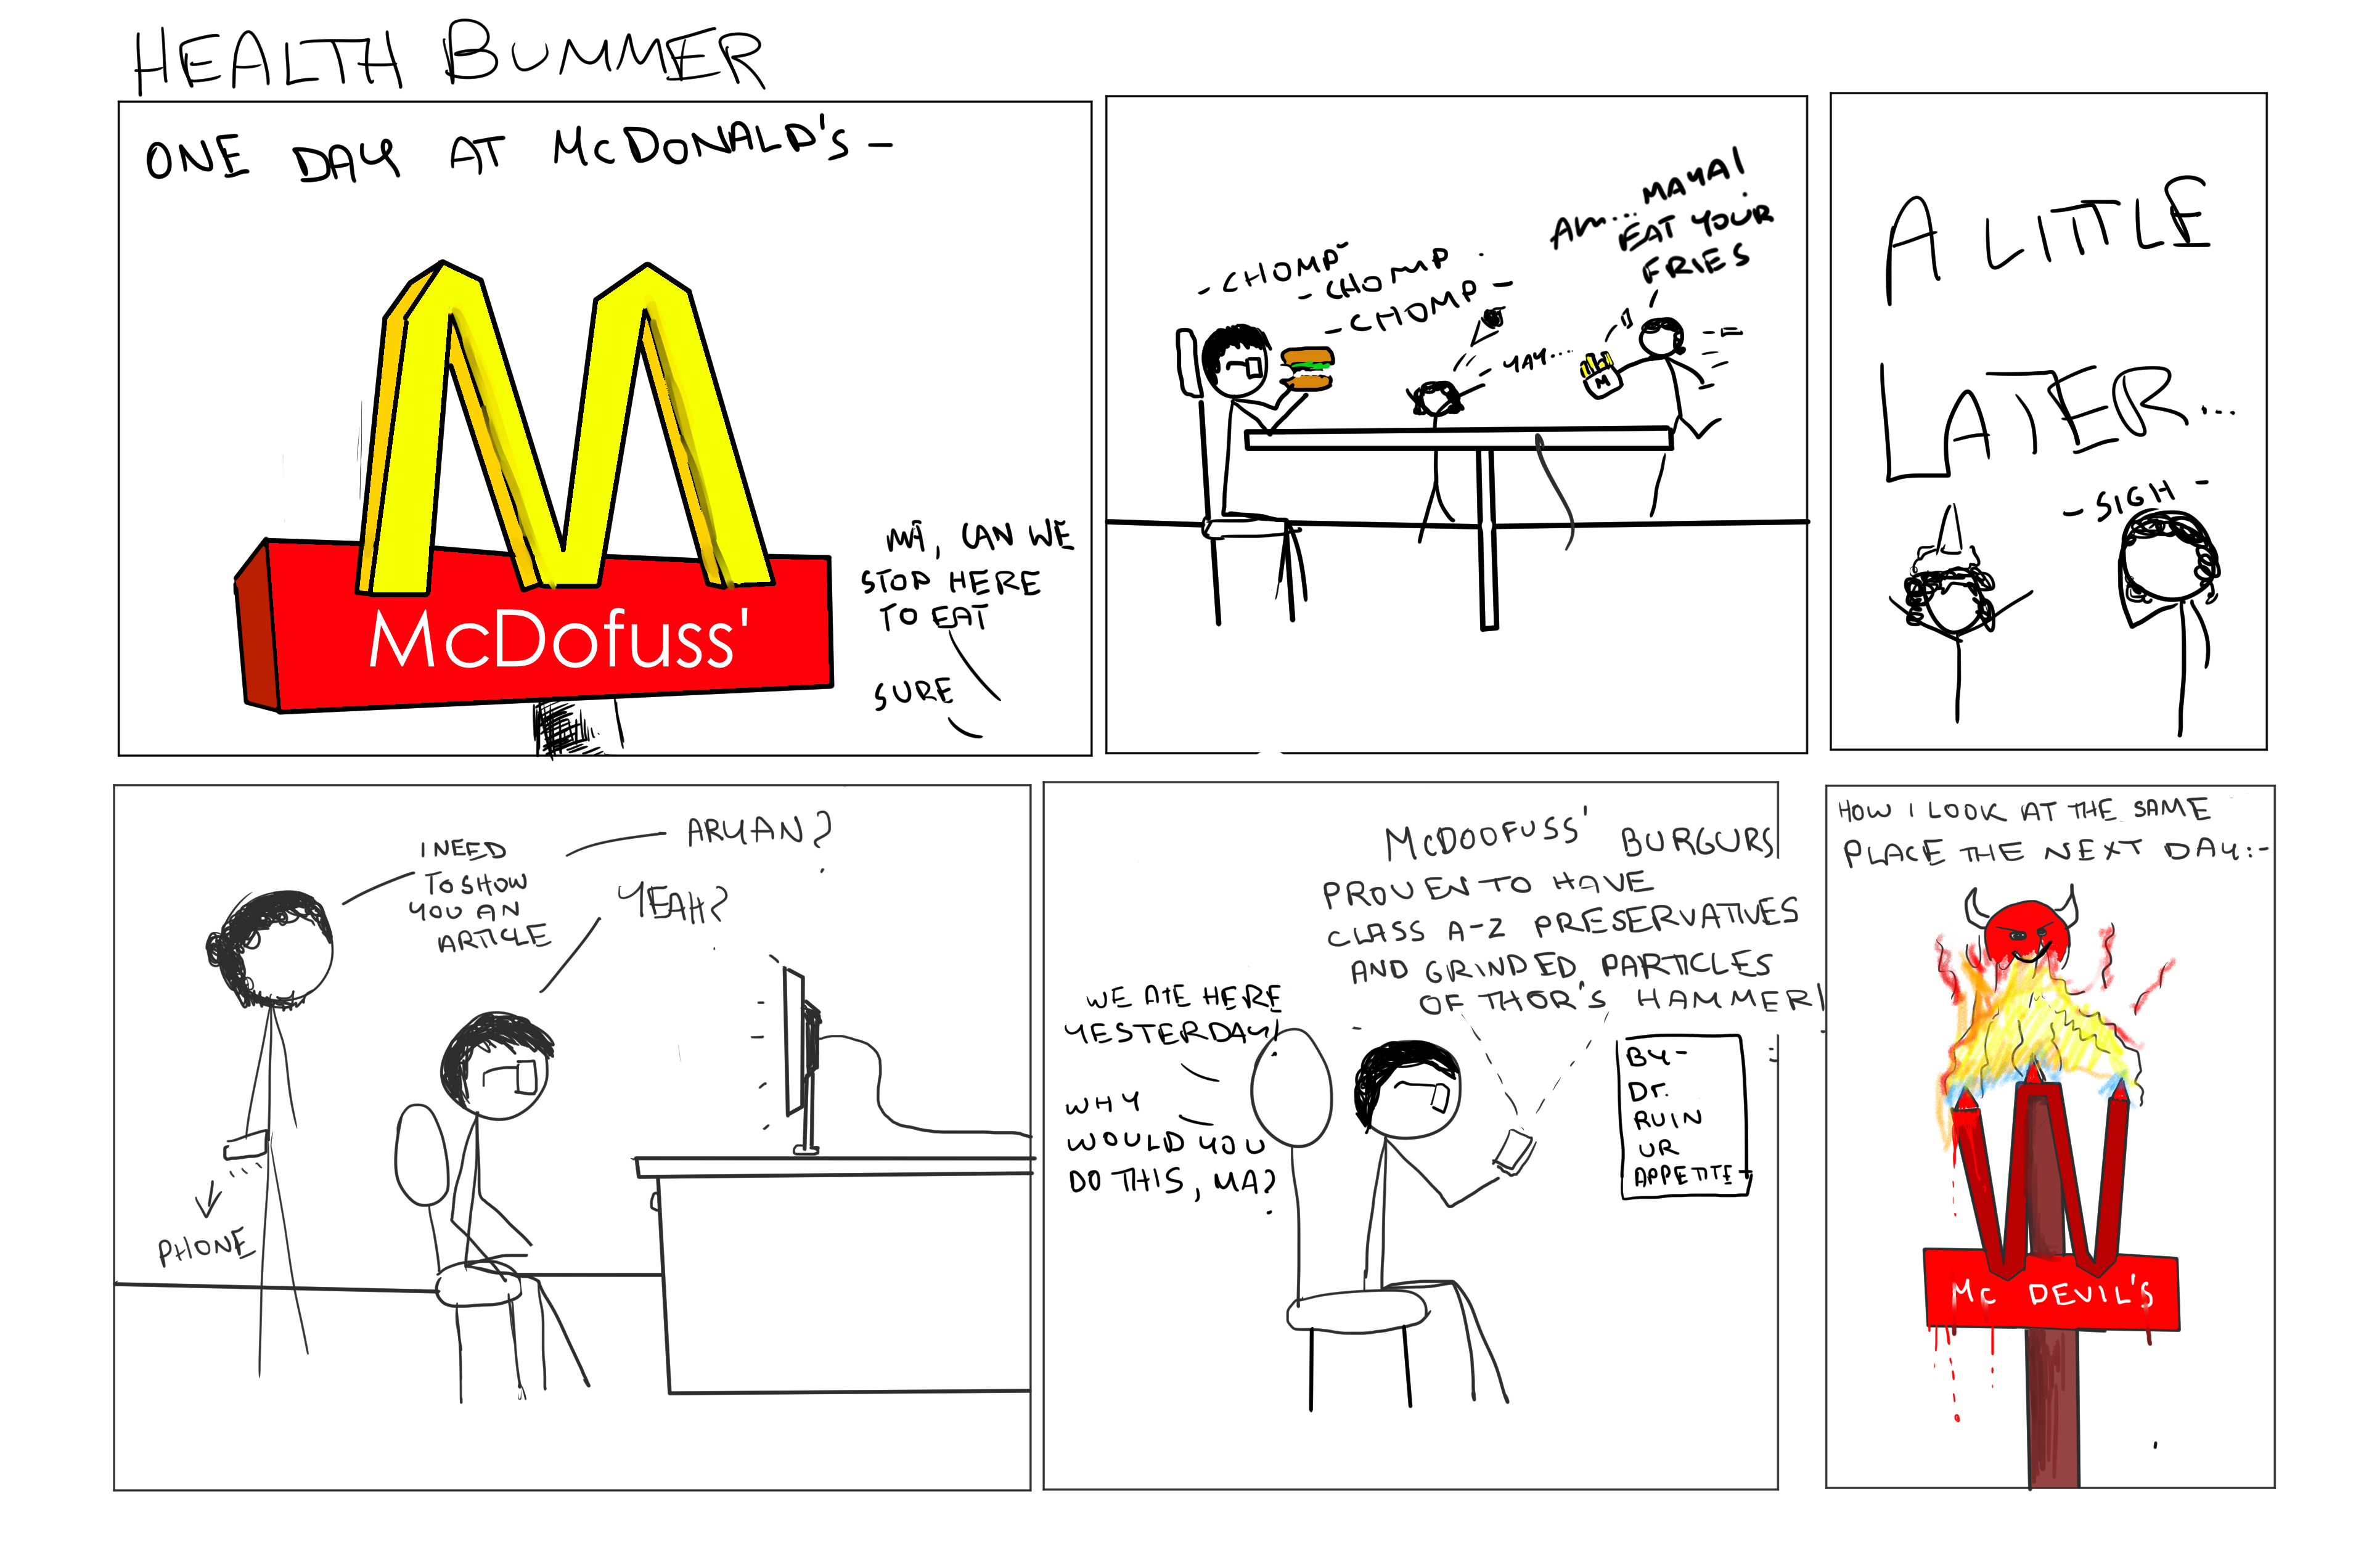 HEALTH BUMMER
ONE DAY AT McDONALD'S -
McDofuss'
MA, CAN WE
STOP HERE
TO EAT
SURE
- CHOMP -
- CHOMP -
- CHOMP -
YAY...
AM... MAYA!
EAT YOUR
FRIES
M
A LITTLE
LATER...
- SIGH -
ARYAN?
I NEED
TO SHOW
YOU AN
ARTICLE
YEAH?
PHONE
McDOOFUSS' BURGURS
PROVEN TO HAVE
CLASS A-Z PRESERVATIVES
AND GRINDED PARTICLES
OF THOR'S HAMMER!
WE ATE HERE
YESTERDAY!
WHY
WOULD YOU
DO THIS, MA?
BY-
Dr.
RUIN
UR
APPETITE
HOW I LOOK AT THE SAME
PLACE THE NEXT DAY:-
Mc DEVIL'S